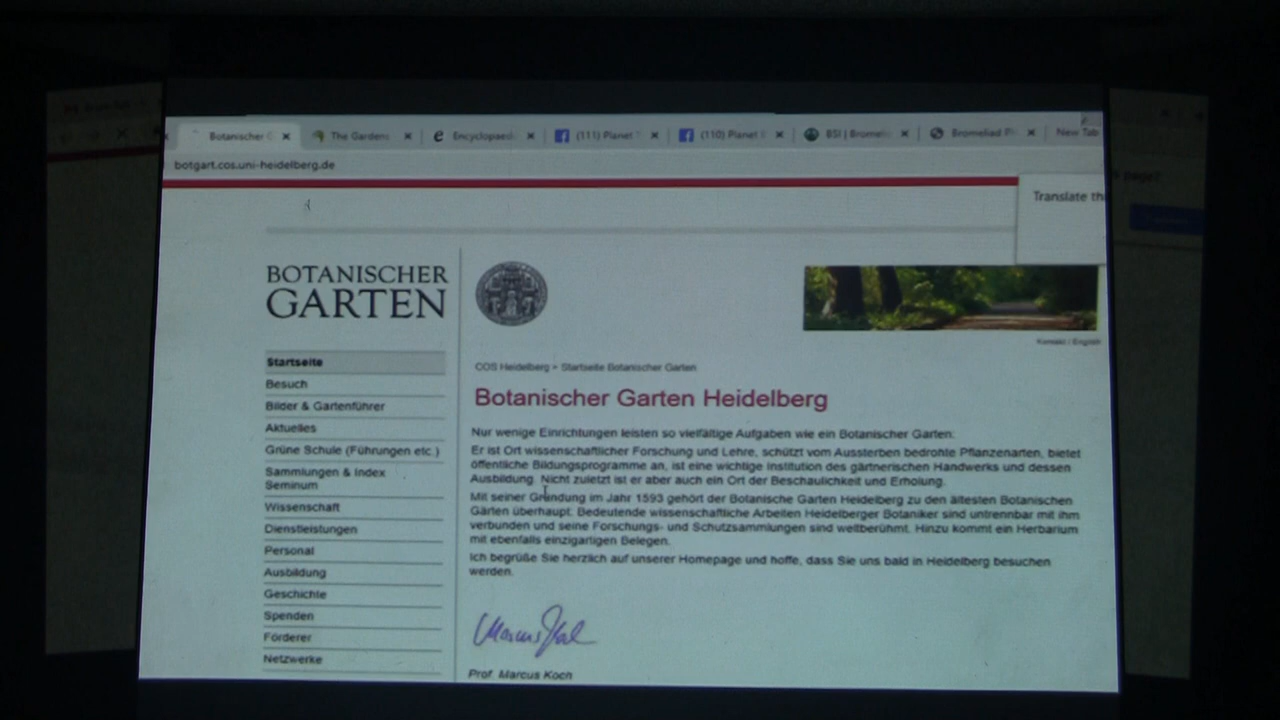 Botanischer G
The Gardens
Encyclopaed
(111) Planet
(110) Planet
BSI | Brome
Bromeliad
New Tab
botgart.cos.uni-heidelberg.de
Translate th
BOTANISCHER
GARTEN
Kontakt | English
Startseite
Besuch
Bilder & Gartenführer
Aktuelles
Grüne Schule (Führungen etc.)
Sammlungen & Index
Seminum
Wissenschaft
Dienstleistungen
Personal
Ausbildung
Geschichte
Spenden
Förderer
Netzwerke
COS Heidelberg > Startseite Botanischer Garten
Botanischer Garten Heidelberg
Nur wenige Einrichtungen leisten so vielfältige Aufgaben wie ein Botanischer Garten:
Er ist Ort wissenschaftlicher Forschung und Lehre, schützt vom Aussterben bedrohte Pflanzenarten, bietet
öffentliche Bildungsprogramme an, ist eine wichtige Institution des gärtnerischen Handwerks und dessen
Ausbildung. Nicht zuletzt ist er aber auch ein Ort der Beschaulichkeit und Erholung.
Mit seiner Gründung im Jahr 1593 gehört der Botanische Garten Heidelberg zu den ältesten Botanischen
Gärten überhaupt. Bedeutende wissenschaftliche Arbeiten Heidelberger Botaniker sind untrennbar mit ihm
verbunden und seine Forschungs- und Schutzsammlungen sind weltberühmt. Hinzu kommt ein Herbarium
mit ebenfalls einzigartigen Belegen.
Ich begrüße Sie herzlich auf unserer Homepage und hoffe, dass Sie uns bald in Heidelberg besuchen
werden.
Prof. Marcus Koch